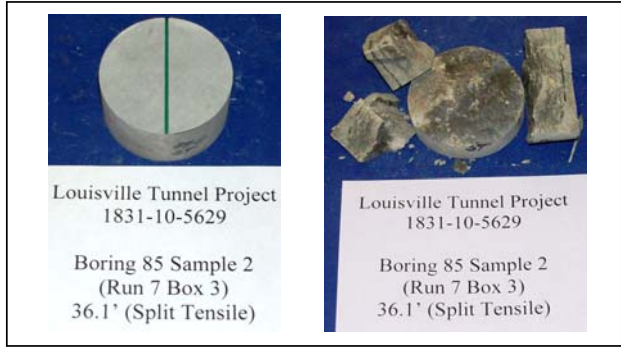 Louisville Tunnel Project
1831-10-5629
Boring 85 Sample 2
(Run 7 Box 3)
36.1' (Split Tensile)
Louisville Tunnel Project
1831-10-5629
Boring 85 Sample 2
(Run 7 Box 3)
36.1' (Split Tensile)